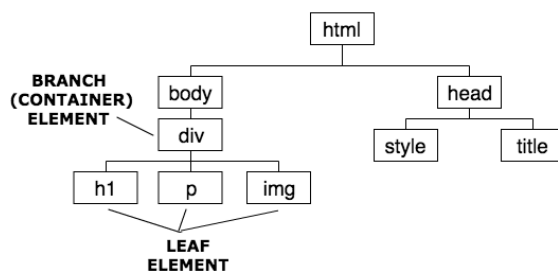 html
BRANCH
(CONTAINER)
ELEMENT
body
head
div
style
title
h1
p
img
LEAF
ELEMENT